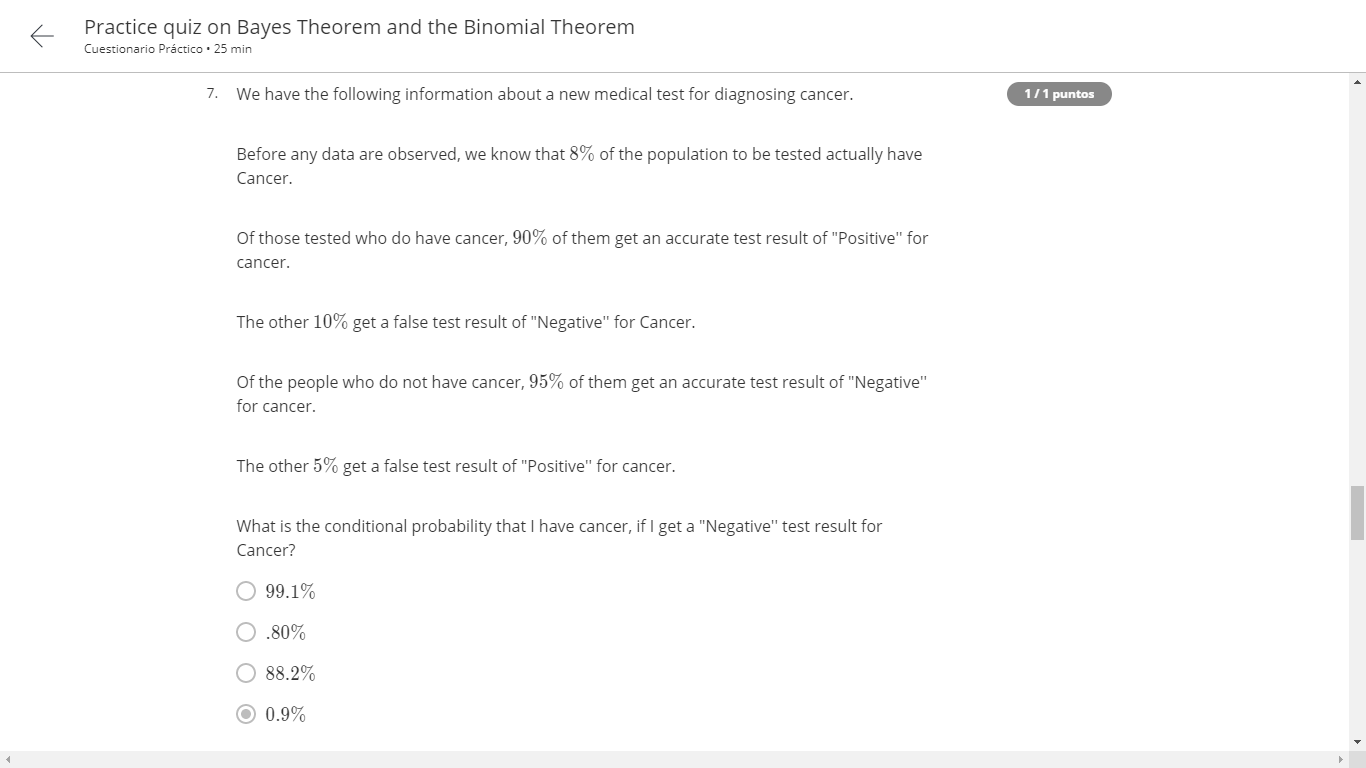 Practice quiz on Bayes Theorem and the Binomial Theorem
Cuestionario Práctico • 25 min
7. We have the following information about a new medical test for diagnosing cancer.
1 / 1 puntos
Before any data are observed, we know that 8% of the population to be tested actually have
Cancer.
Of those tested who do have cancer, 90% of them get an accurate test result of "Positive" for
cancer.
The other 10% get a false test result of "Negative" for Cancer.
Of the people who do not have cancer, 95% of them get an accurate test result of "Negative"
for cancer.
The other 5% get a false test result of "Positive" for cancer.
What is the conditional probability that I have cancer, if I get a "Negative" test result for
Cancer?
99.1%
.80%
88.2%
0.9%